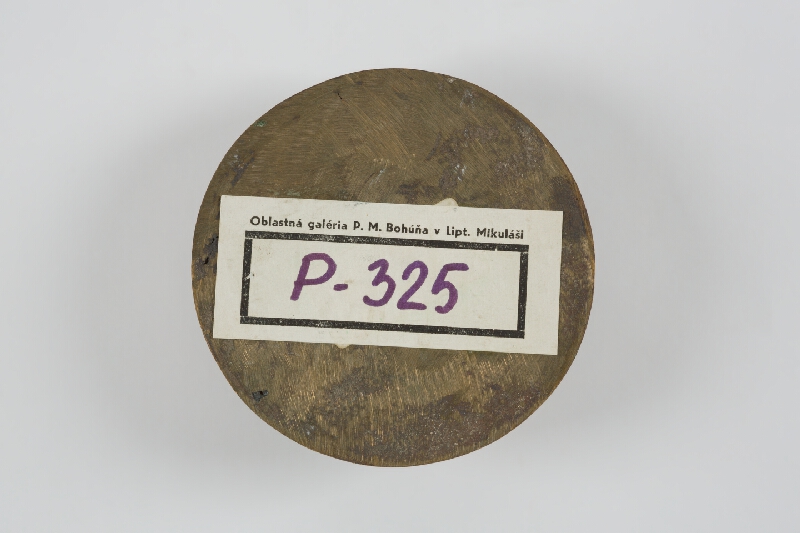 Oblastná galéria P. M. Bohúňa v Lipt. Mikuláši
P-325